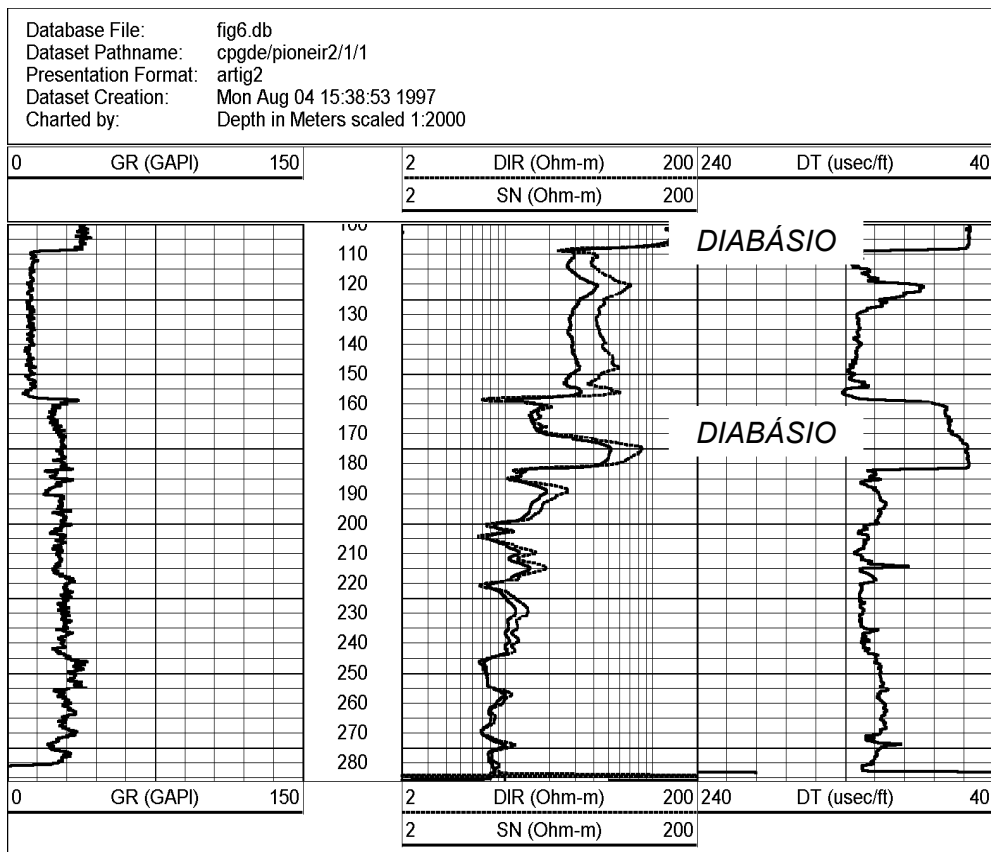 Database File: fig6.db
Dataset Pathname: cpgde/pioneir2/1/1
Presentation Format: artig2
Dataset Creation: Mon Aug 04 15:38:53 1997
Charted by: Depth in Meters scaled 1:2000
0 GR (GAPI) 150 2 DIR (Ohm-m) 200 240 DT (usec/ft) 40
2 SN (Ohm-m) 200
100
DIABÁSIO
110
120
130
140
150
160
170
DIABÁSIO
180
190
200
210
220
230
240
250
260
270
280
0 GR (GAPI) 150 2 DIR (Ohm-m) 200 240 DT (usec/ft) 40
2 SN (Ohm-m) 200